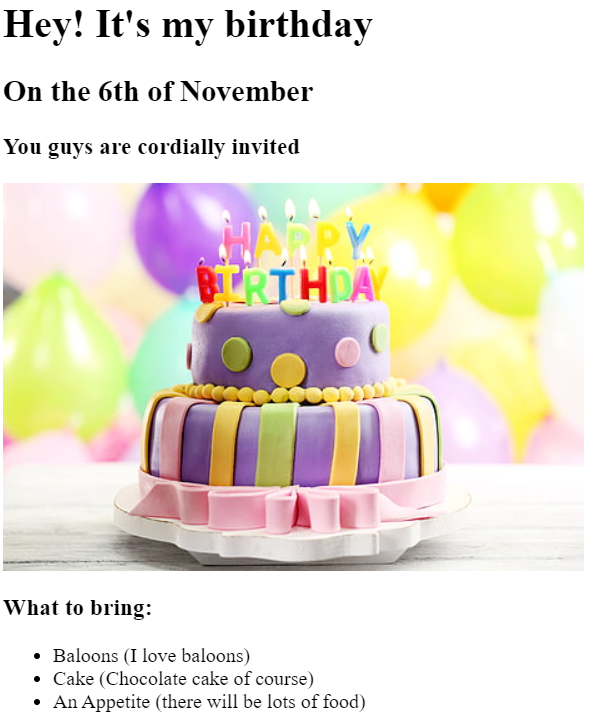 Hey! It's my birthday
On the 6th of November
You guys are cordially invited
HAPPY
BIRTHDAY
What to bring:
Baloons (I love baloons)
Cake (Chocolate cake of course)
An Appetite (there will be lots of food)